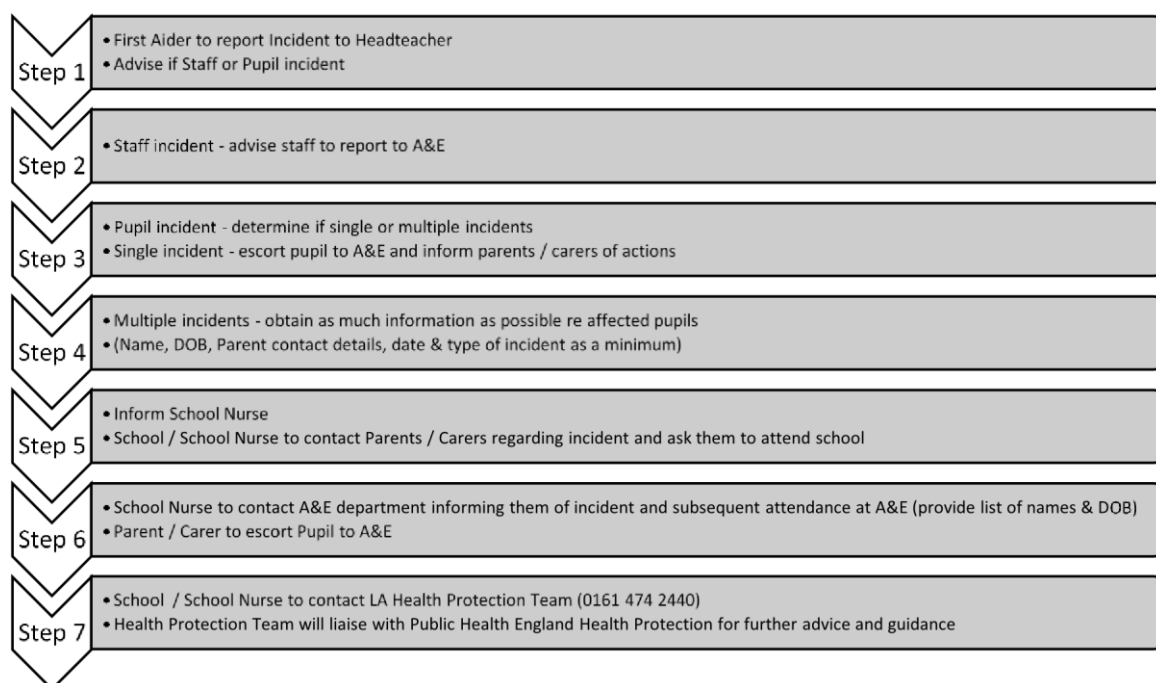 Step 1
• First Aider to report Incident to Headteacher
• Advise if Staff or Pupil incident
Step 2
• Staff incident - advise staff to report to A&E
Step 3
• Pupil incident - determine if single or multiple incidents
• Single incident - escort pupil to A&E and inform parents / carers of actions
Step 4
• Multiple incidents - obtain as much information as possible re affected pupils
• (Name, DOB, Parent contact details, date & type of incident as a minimum)
Step 5
• Inform School Nurse
• School / School Nurse to contact Parents / Carers regarding incident and ask them to attend school
Step 6
• School Nurse to contact A&E department informing them of incident and subsequent attendance at A&E (provide list of names & DOB)
• Parent / Carer to escort Pupil to A&E
Step 7
• School / School Nurse to contact LA Health Protection Team (0161 474 2440)
• Health Protection Team will liaise with Public Health England Health Protection for further advice and guidance